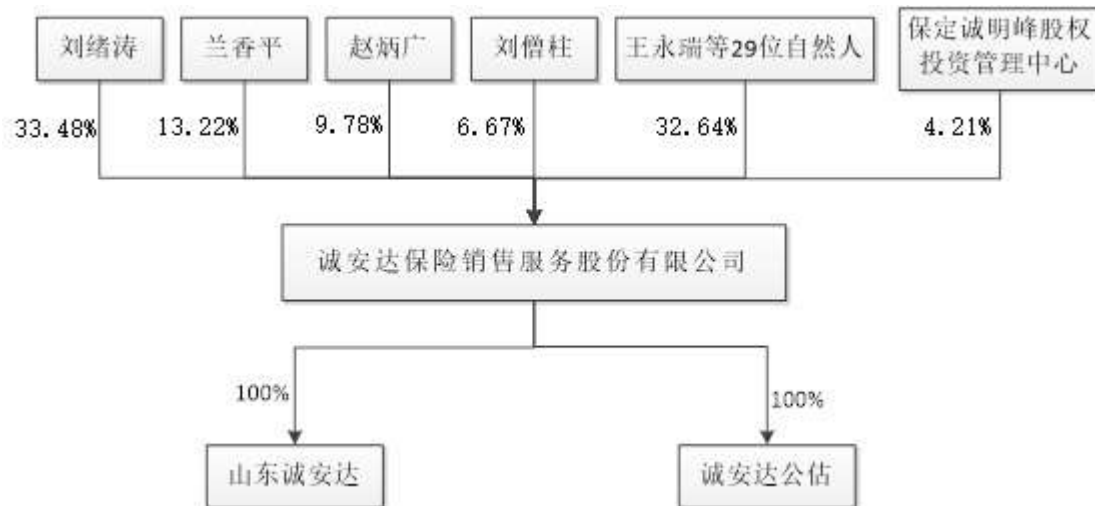 刘绪涛
兰香平
赵炳广
刘僧柱
王永瑞等29位自然人
保定诚明峰股权
投资管理中心
33.48%
13.22%
9.78%
6.67%
32.64%
4.21%
诚安达保险销售服务股份有限公司
100%
100%
山东诚安达
诚安达公估